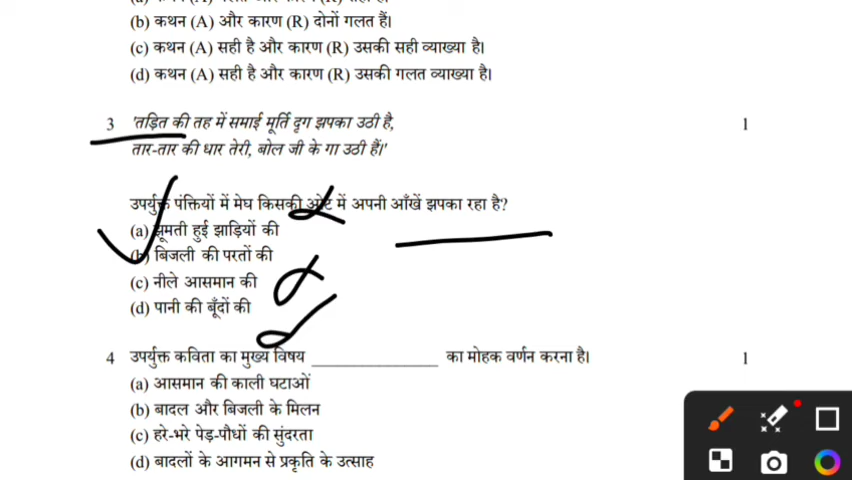 (b) कथन (A) और कारण (R) दोनों गलत हैं।
(c) कथन (A) सही है और कारण (R) उसकी सही व्याख्या है।
(d) कथन (A) सही है और कारण (R) उसकी गलत व्याख्या है।
3 'तड़ित की तह में समाई मूर्ति दृग झपका उठी है, 1
तार-तार की धार तेरी, बोल जी के गा उठी हैं।'
उपर्युक्त पंक्तियों में मेघ किसकी ओट में अपनी आँखें झपका रहा है?
(a) झूमती हुई झाड़ियों की
(b) बिजली की परतों की
(c) नीले आसमान की
(d) पानी की बूँदों की
4 उपर्युक्त कविता का मुख्य विषय ______________ का मोहक वर्णन करना है। 1
(a) आसमान की काली घटाओं
(b) बादल और बिजली के मिलन
(c) हरे-भरे पेड़-पौधों की सुंदरता
(d) बादलों के आगमन से प्रकृति के उत्साह